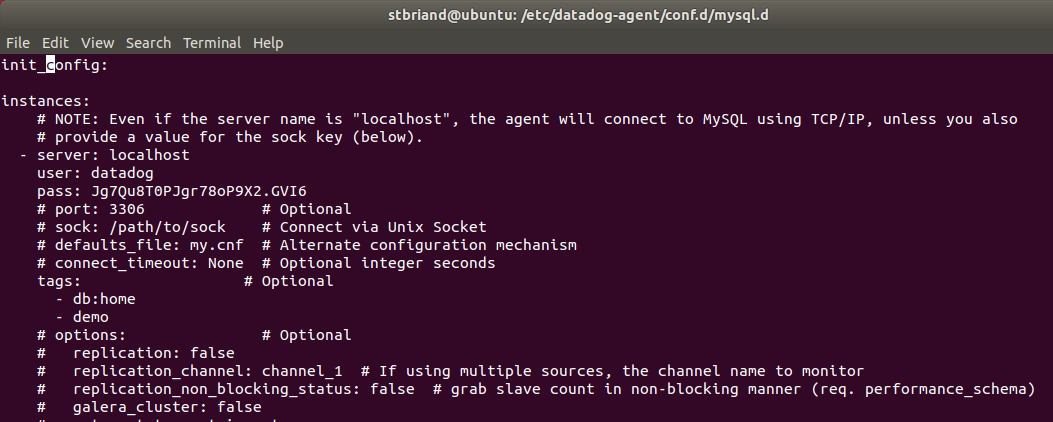 stbriand@ubuntu: /etc/datadog-agent/conf.d/mysql.d
File Edit View Search Terminal Help
init_config:
instances:
    # NOTE: Even if the server name is "localhost", the agent will connect to MySQL using TCP/IP, unless you also
    # provide a value for the sock key (below).
  - server: localhost
    user: datadog
    pass: Jg7Qu8T0PJgr78oP9X2.GVI6
    # port: 3306             # Optional
    # sock: /path/to/sock    # Connect via Unix Socket
    # defaults_file: my.cnf  # Alternate configuration mechanism
    # connect_timeout: None  # Optional integer seconds
    tags:                  # Optional
      - db:home
      - demo
    # options:               # Optional
    #   replication: false
    #   replication_channel: channel_1  # If using multiple sources, the channel name to monitor
    #   replication_non_blocking_status: false  # grab slave count in non-blocking manner (req. performance_schema)
    #   galera_cluster: false